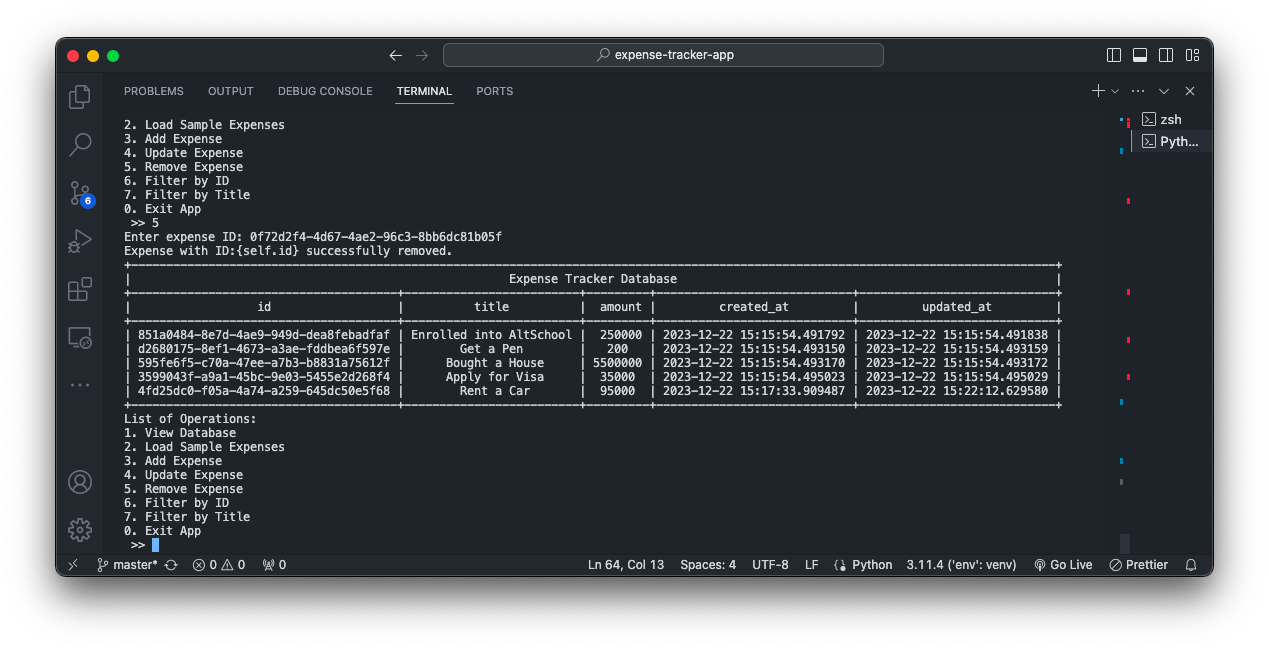 expense-tracker-app
PROBLEMS OUTPUT DEBUG CONSOLE TERMINAL PORTS
zsh
Pyth...
2. Load Sample Expenses
3. Add Expense
4. Update Expense
5. Remove Expense
6. Filter by ID
7. Filter by Title
0. Exit App
>> 5
Enter expense ID: 0f72d2f4-4d67-4ae2-96c3-8bb6dc81b05f
Expense with ID:{self.id} successfully removed.
Expense Tracker Database
| id | title | amount | created_at | updated_at |
| 851a0484-8e7d-4ae9-949d-dea8febadfaf | Enrolled into AltSchool | 250000 | 2023-12-22 15:15:54.491792 | 2023-12-22 15:15:54.491838 |
| d2680175-8ef1-4673-a3ae-fddbea6f597e | Get a Pen | 200 | 2023-12-22 15:15:54.493150 | 2023-12-22 15:15:54.493159 |
| 595fe6f5-c70a-47ee-a7b3-b8831a75612f | Bought a House | 5500000 | 2023-12-22 15:15:54.493170 | 2023-12-22 15:15:54.493172 |
| 3599043f-a9a1-45bc-9e03-5455e2d268f4 | Apply for Visa | 35000 | 2023-12-22 15:15:54.495023 | 2023-12-22 15:15:54.495029 |
| 4fd25dc0-f05a-4a74-a259-645dc50e5f68 | Rent a Car | 95000 | 2023-12-22 15:17:33.909487 | 2023-12-22 15:22:12.629580 |
List of Operations:
1. View Database
2. Load Sample Expenses
3. Add Expense
4. Update Expense
5. Remove Expense
6. Filter by ID
7. Filter by Title
0. Exit App
>>
6
master* 0 0 0 Ln 64, Col 13 Spaces: 4 UTF-8 LF Python 3.11.4 ('env': venv) Go Live Prettier